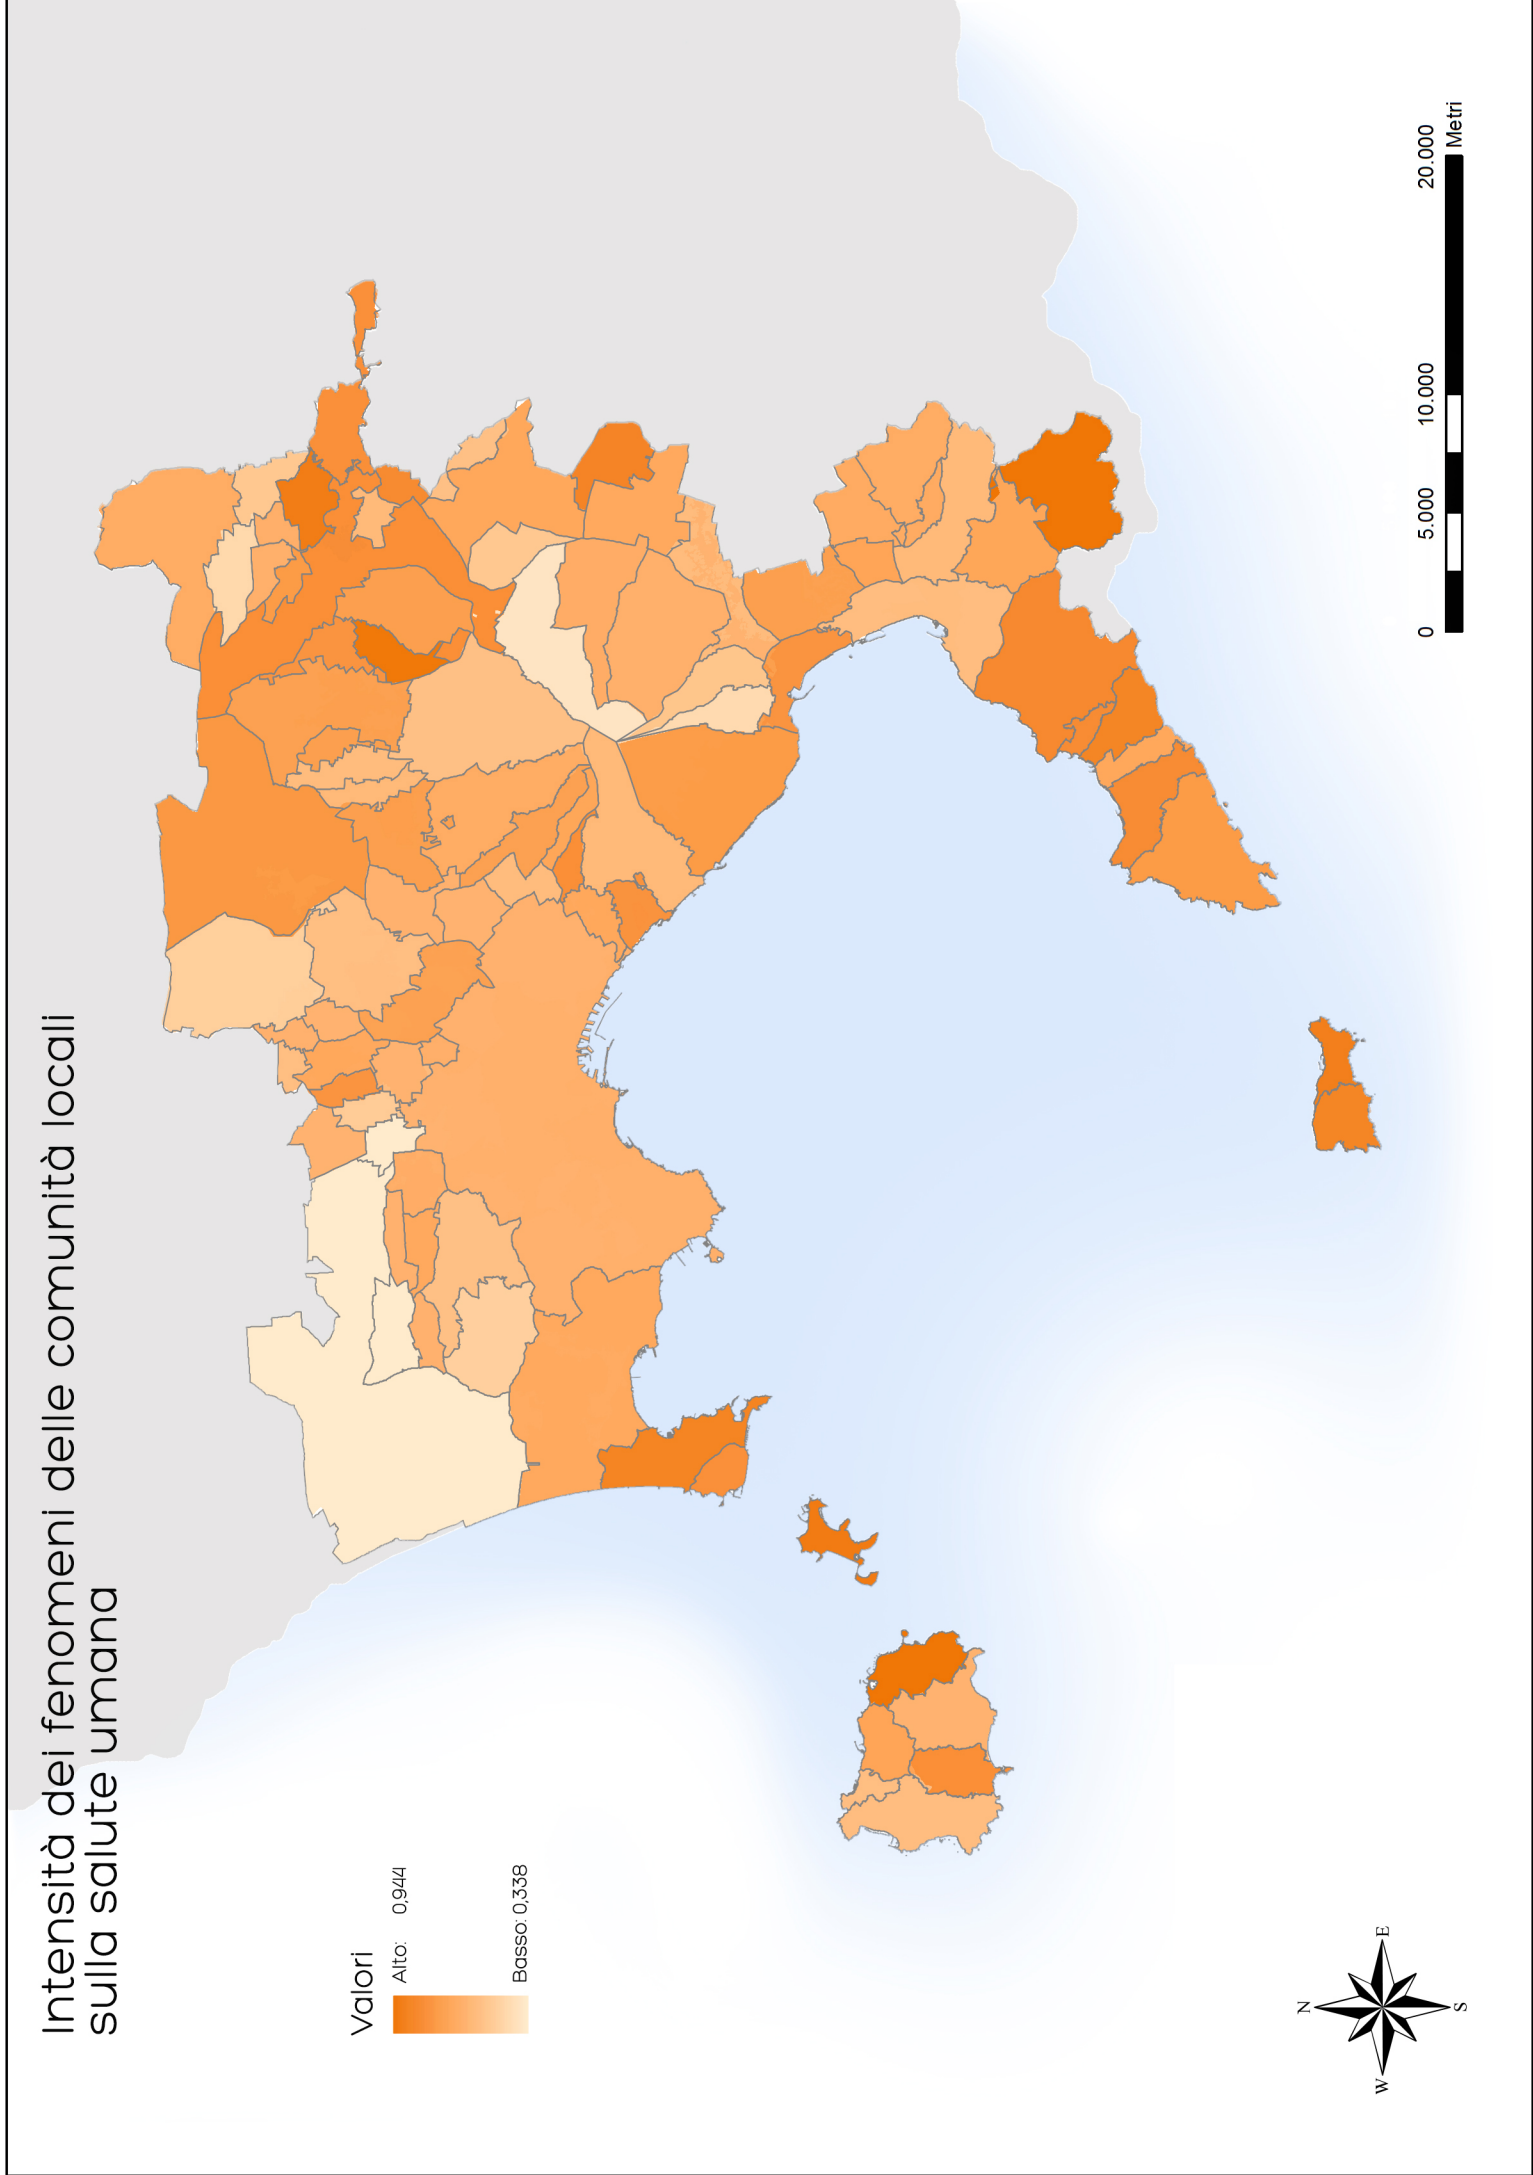 Intensità dei fenomeni delle comunità locali
sulla salute umana
Valori
Alto: 0,944
Basso: 0,338
N
W
E
S
0
5.000
10.000
20.000
Metri